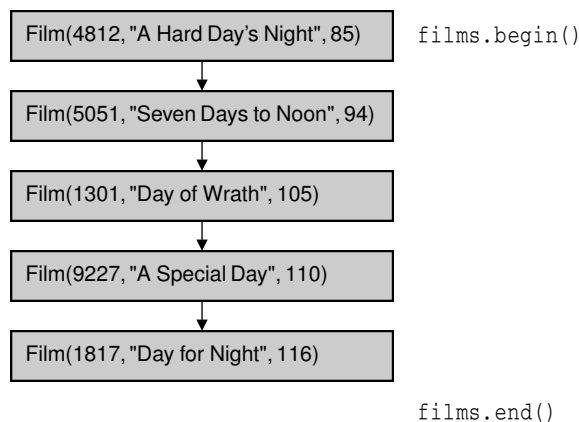 Film(4812, "A Hard Day's Night", 85) films.begin()
Film(5051, "Seven Days to Noon", 94)
Film(1301, "Day of Wrath", 105)
Film(9227, "A Special Day", 110)
Film(1817, "Day for Night", 116)
films.end()